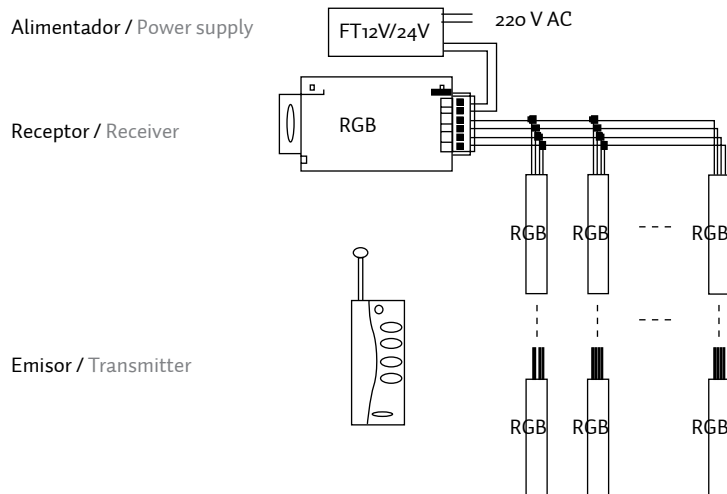 Alimentador / Power supply
FT12V/24V
220 V AC
Receptor / Receiver
RGB
RGB
RGB
RGB
Emisor / Transmitter
RGB
RGB
RGB